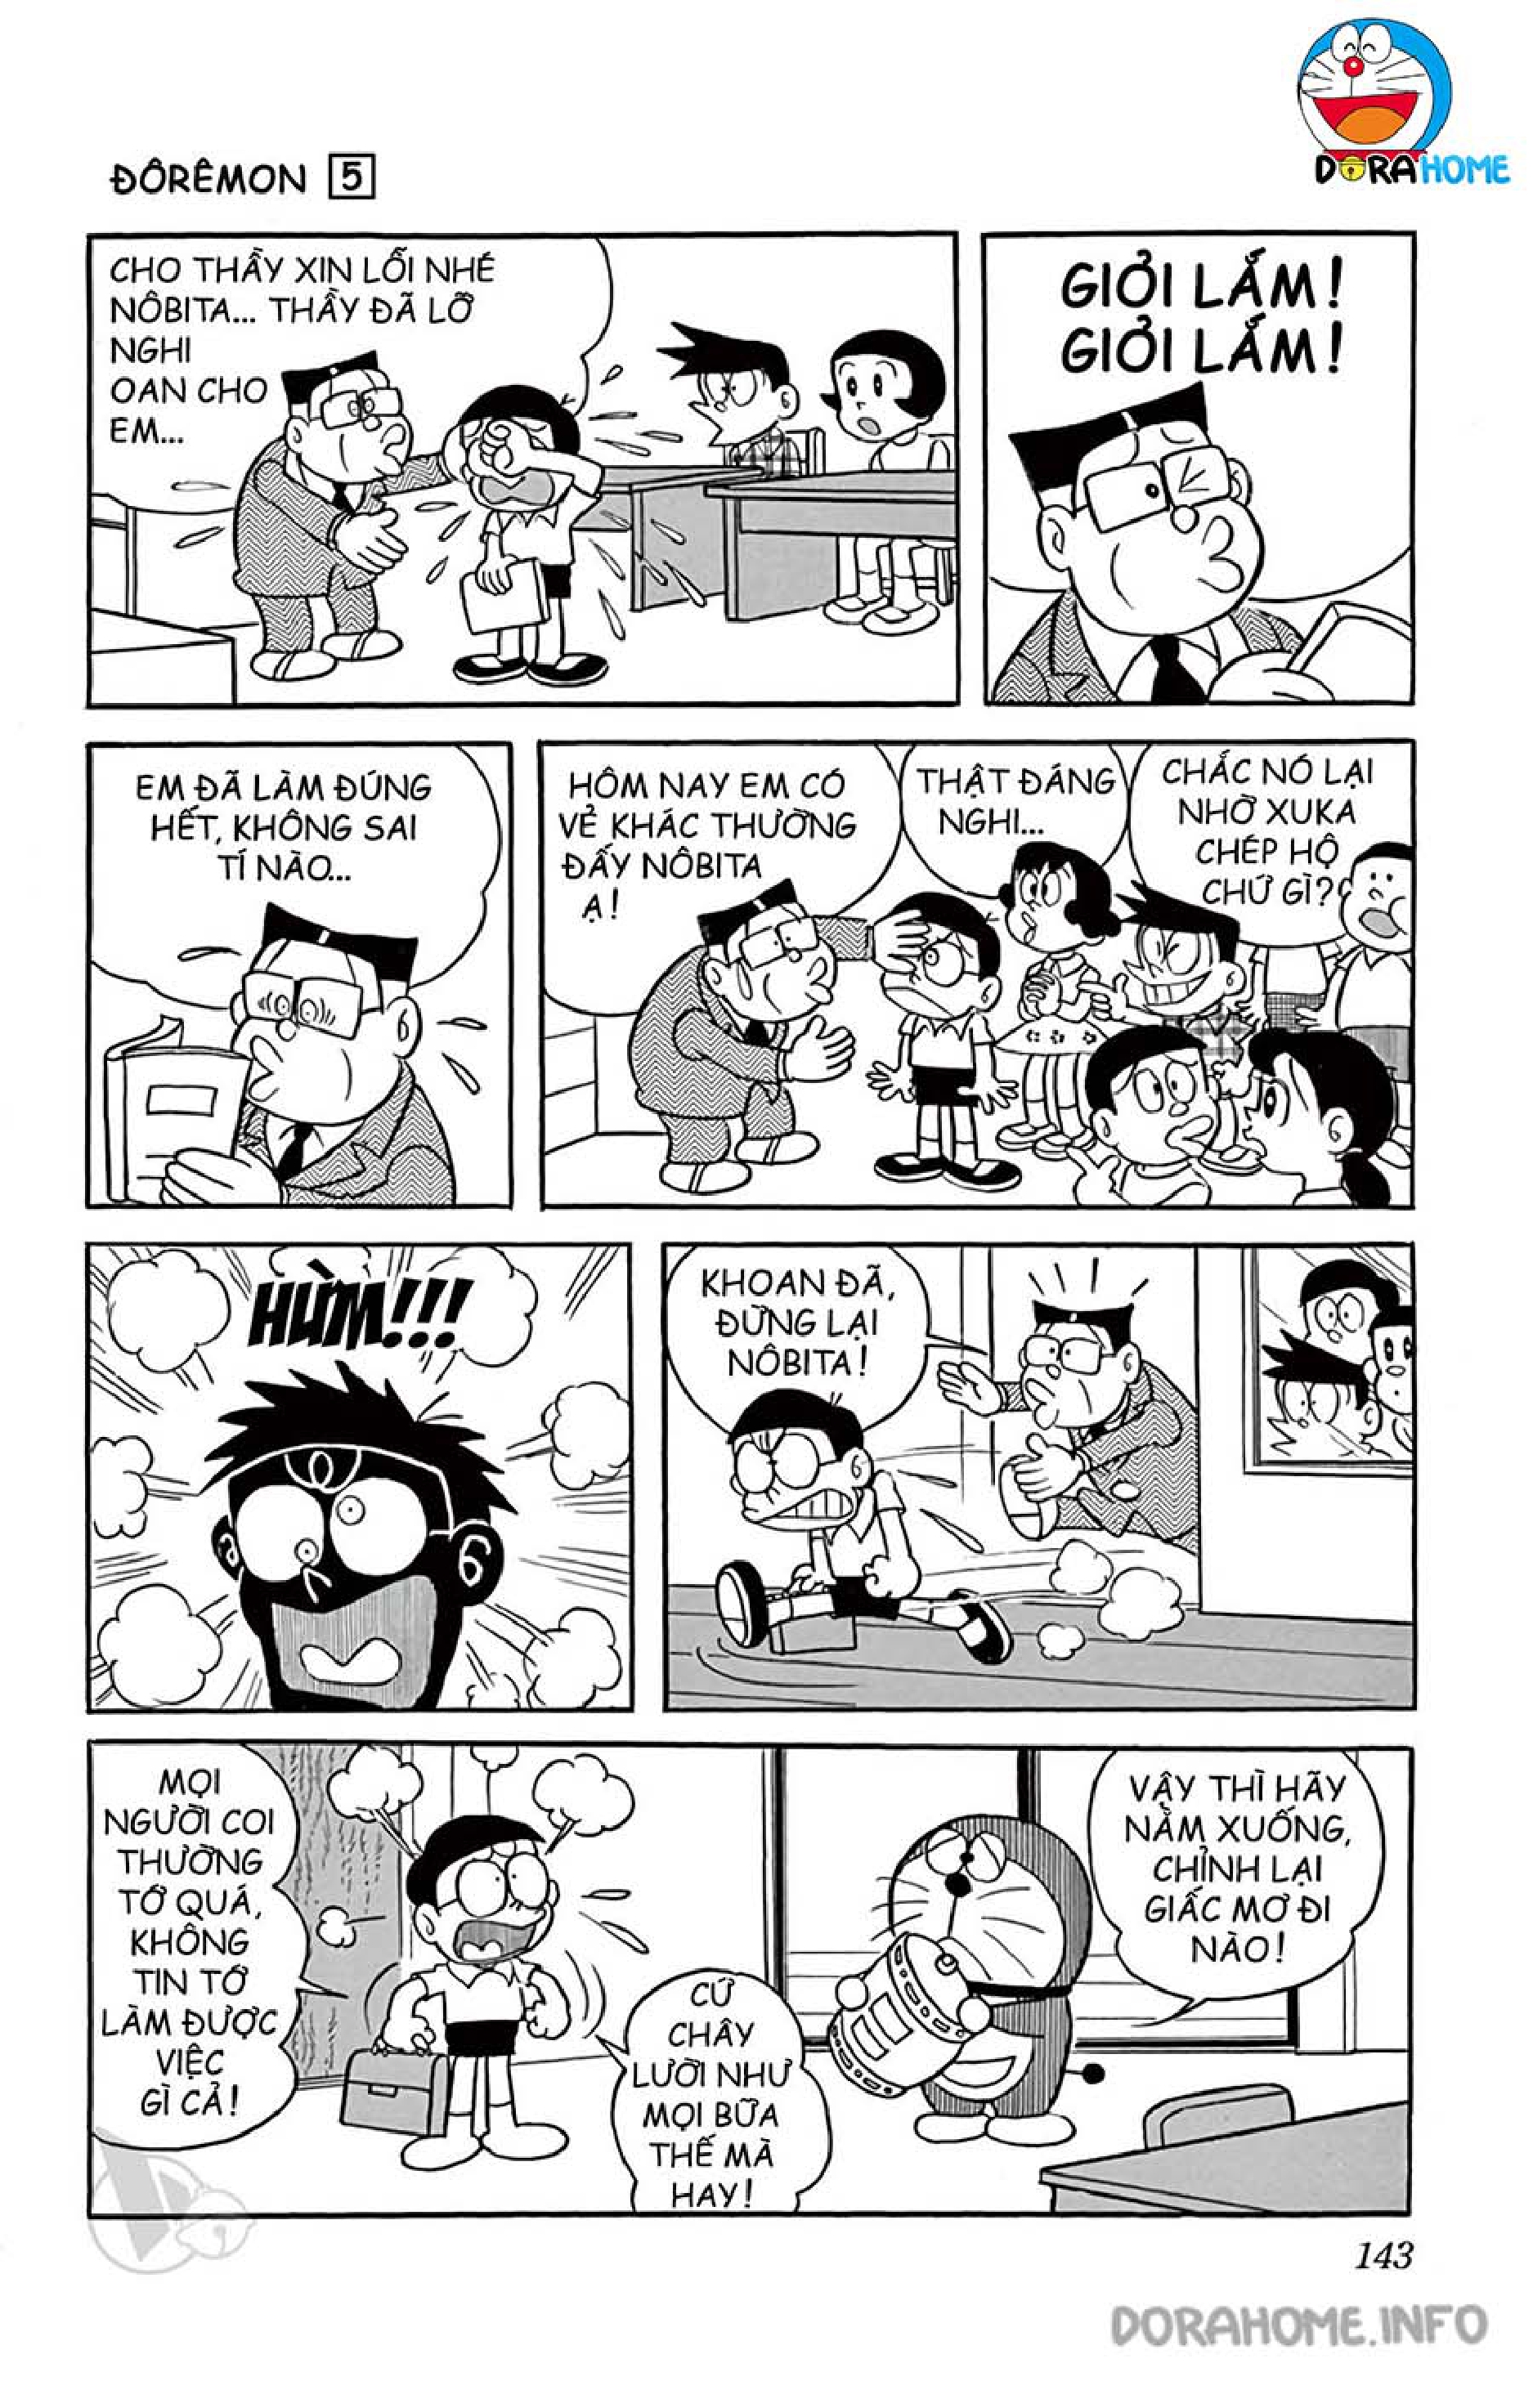 DORAHOME
ĐÔRÊMON 5
CHO THẦY XIN LỖI NHÉ
NÔBITA... THẦY ĐÃ LỠ
NGHI
OAN CHO
EM...
GIỎI LẮM!
GIỎI LẮM!
EM ĐÃ LÀM ĐÚNG
HẾT, KHÔNG SAI
TÍ NÀO...
HÔM NAY EM CÓ
VẺ KHÁC THƯỜNG
ĐẤY NÔBITA
Ạ!
THẬT ĐÁNG
NGHI...
CHẮC NÓ LẠI
NHỜ XUKA
CHÉP HỘ
CHỨ GÌ?
HÙM!!!
KHOAN ĐÃ,
ĐỪNG LẠI
NÔBITA!
MỌI
NGƯỜI COI
THƯỜNG
TỚ QUÁ,
KHÔNG
TIN TỚ
LÀM ĐƯỢC
VIỆC
GÌ CẢ!
CỨ
CHÂY
LƯỜI NHƯ
MỌI BỮA
THẾ MÀ
HAY!
VẬY THÌ HÃY
NẰM XUỐNG,
CHỈNH LẠI
GIẤC MƠ ĐI
NÀO!
143
DORAHOME.INFO